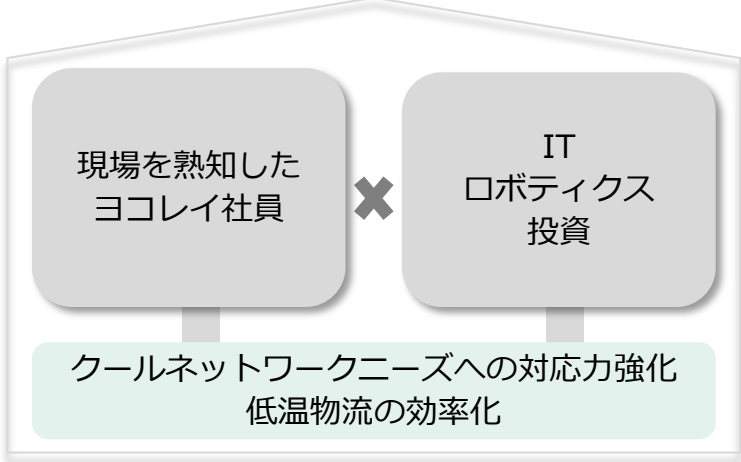 現場を熟知した
ヨコレイ社員
IT
ロボティクス
投資
クールネットワークニーズへの対応力強化
低温物流の効率化